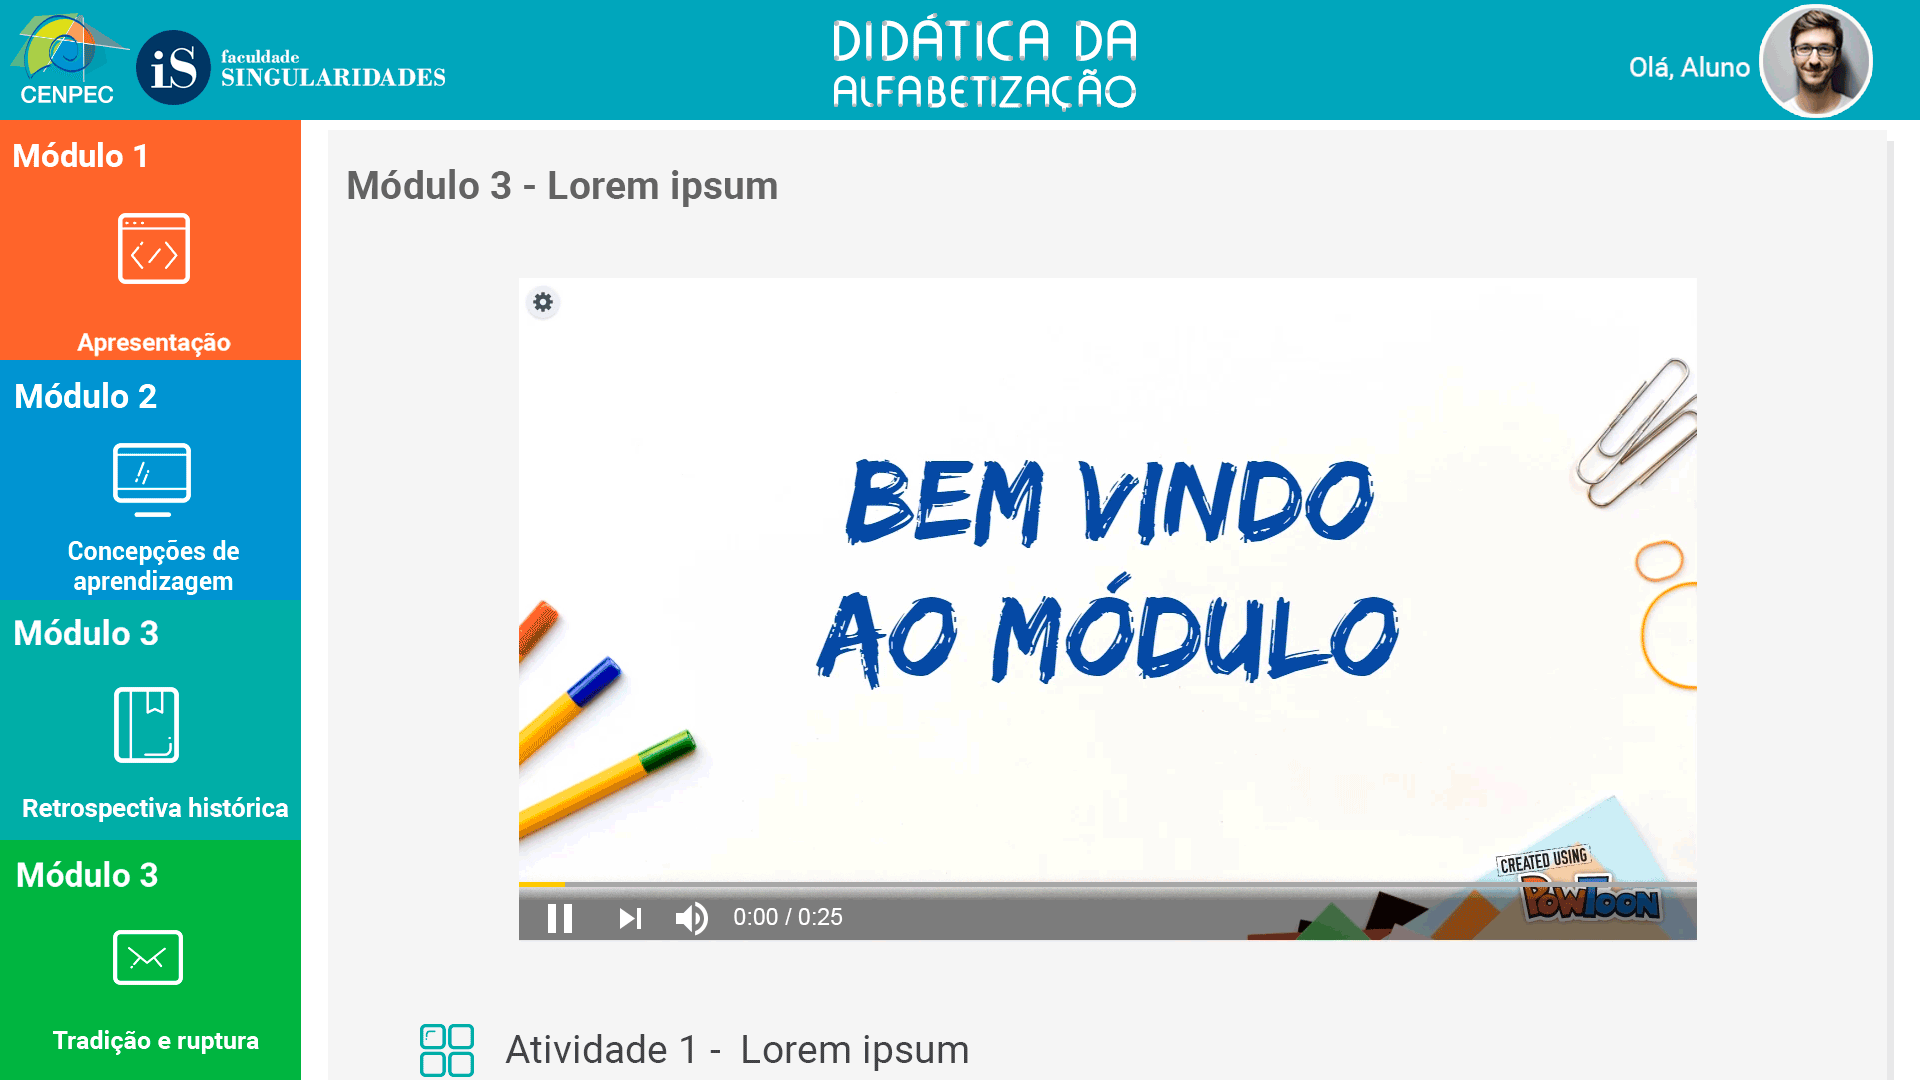 CENPEC
iS
faculdade
SINGULARIDADES
DIDÁTICA DA
ALFABETIZAÇÃO
Olá, Aluno
Módulo 1
Apresentação
Módulo 2
Concepções de
aprendizagem
Módulo 3
Retrospectiva histórica
Módulo 3
Tradição e ruptura
Módulo 3 - Lorem ipsum
BEM VINDO
AO MÓDULO
CREATED USING
POWTOON
0:00 / 0:25
Atividade 1 - Lorem ipsum